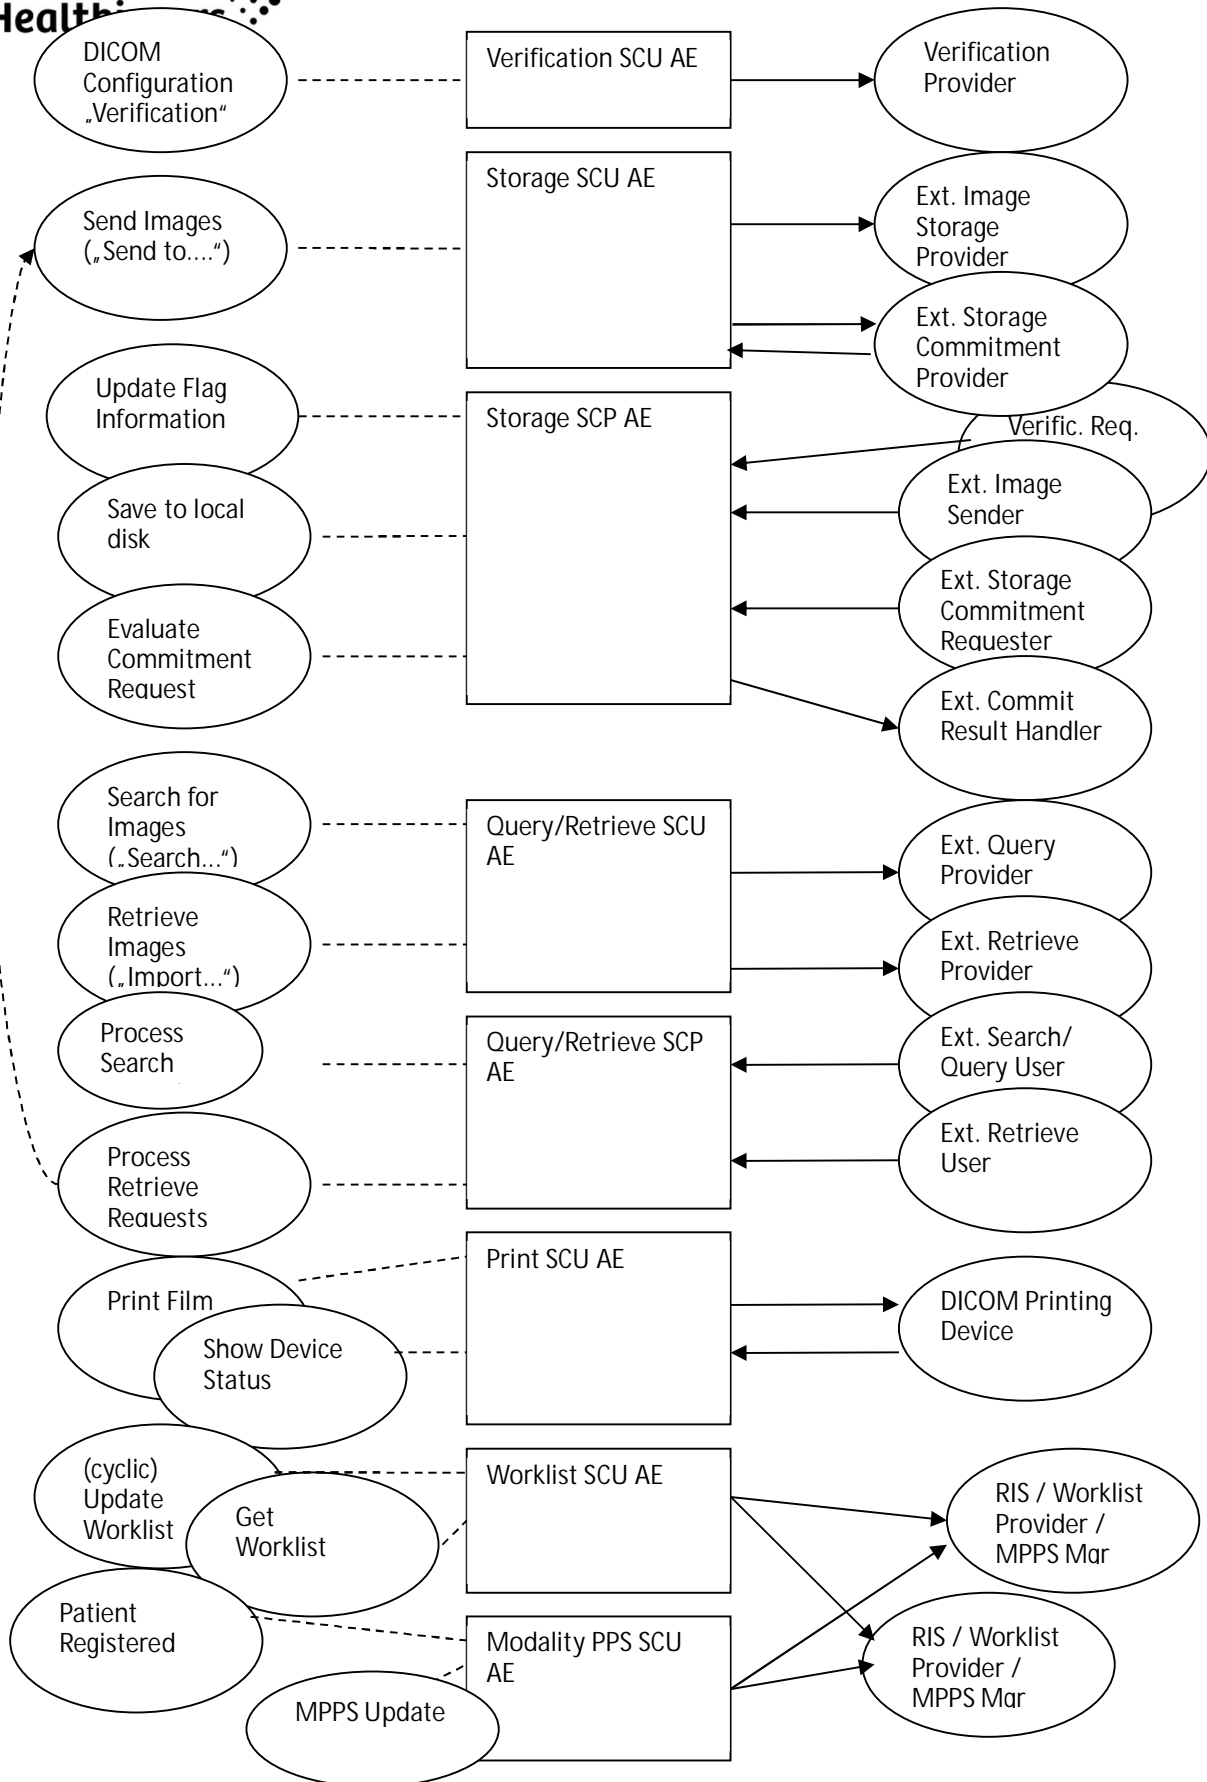 DICOM
Configuration
„Verification“
Verification SCU AE
Verification
Provider
Send Images
(„Send to....“)
Storage SCU AE
Ext. Image
Storage
Provider
Ext. Storage
Commitment
Provider
Update Flag
Information
Storage SCP AE
Verific. Req.
Save to local
disk
Ext. Image
Sender
Evaluate
Commitment
Request
Ext. Storage
Commitment
Requester
Ext. Commit
Result Handler
Search for
Images
(„Search...“)
Query/Retrieve SCU
AE
Ext. Query
Provider
Retrieve
Images
(„Import...“)
Ext. Retrieve
Provider
Process
Search
Query/Retrieve SCP
AE
Ext. Search/
Query User
Process
Retrieve
Requests
Ext. Retrieve
User
Print Film
Print SCU AE
DICOM Printing
Device
Show Device
Status
(cyclic)
Update
Worklist
Get
Worklist
Worklist SCU AE
RIS / Worklist
Provider /
MPPS Mgr
Patient
Registered
Modality PPS SCU
AE
RIS / Worklist
Provider /
MPPS Mgr
MPPS Update